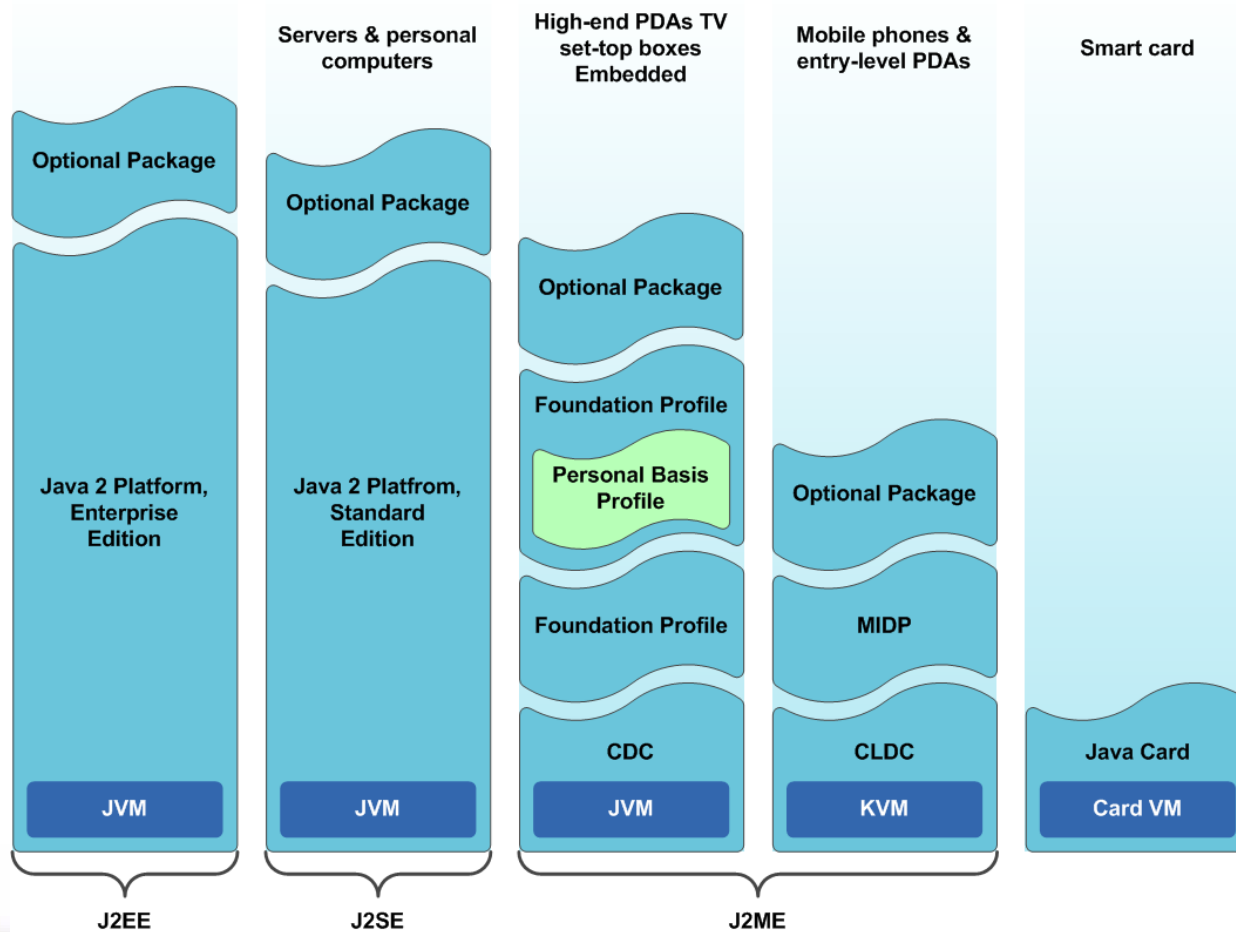 Servers & personal
computers
High-end PDAs TV
set-top boxes
Embedded
Mobile phones &
entry-level PDAs
Smart card
Optional Package
Java 2 Platform,
Enterprise
Edition
JVM
J2EE
Optional Package
Java 2 Platfrom,
Standard
Edition
JVM
J2SE
Optional Package
Foundation Profile
Personal Basis
Profile
Foundation Profile
CDC
JVM
Optional Package
MIDP
CLDC
KVM
J2ME
Java Card
Card VM